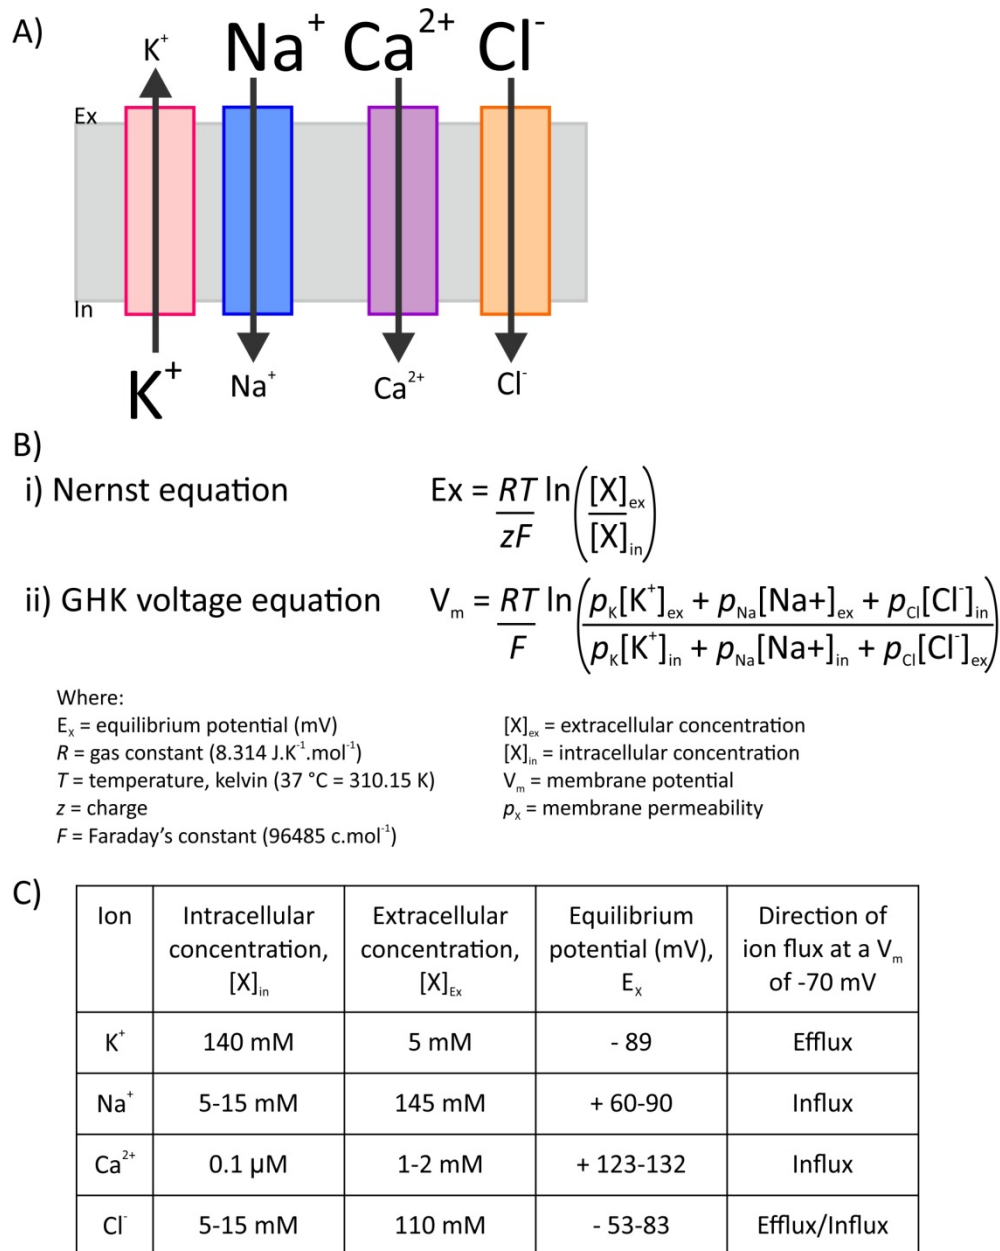 A)
K⁺ Na⁺ Ca²⁺ Cl⁻
Ex
In
K⁺ Na⁺ Ca²⁺ Cl⁻
B)
i) Nernst equation Ex = RT/zF ln([X]ex/[X]in)
ii) GHK voltage equation Vm = RT/F ln((pK[K⁺]ex + pNa[Na+]ex + pCl[Cl⁻]in)/(pK[K⁺]in + pNa[Na+]in + pCl[Cl⁻]ex))
Where:
Ex = equilibrium potential (mV)
R = gas constant (8.314 J.K⁻¹.mol⁻¹)
T = temperature, kelvin (37 °C = 310.15 K)
z = charge
F = Faraday's constant (96485 c.mol⁻¹)
[X]ex = extracellular concentration
[X]in = intracellular concentration
Vm = membrane potential
px = membrane permeability
C)
Ion
Intracellular
concentration,
[X]in
Extracellular
concentration,
[X]Ex
Equilibrium
potential (mV),
Ex
Direction of
ion flux at a Vm
of -70 mV
K⁺ 140 mM 5 mM - 89 Efflux
Na⁺ 5-15 mM 145 mM + 60-90 Influx
Ca²⁺ 0.1 µM 1-2 mM + 123-132 Influx
Cl⁻ 5-15 mM 110 mM - 53-83 Efflux/Influx